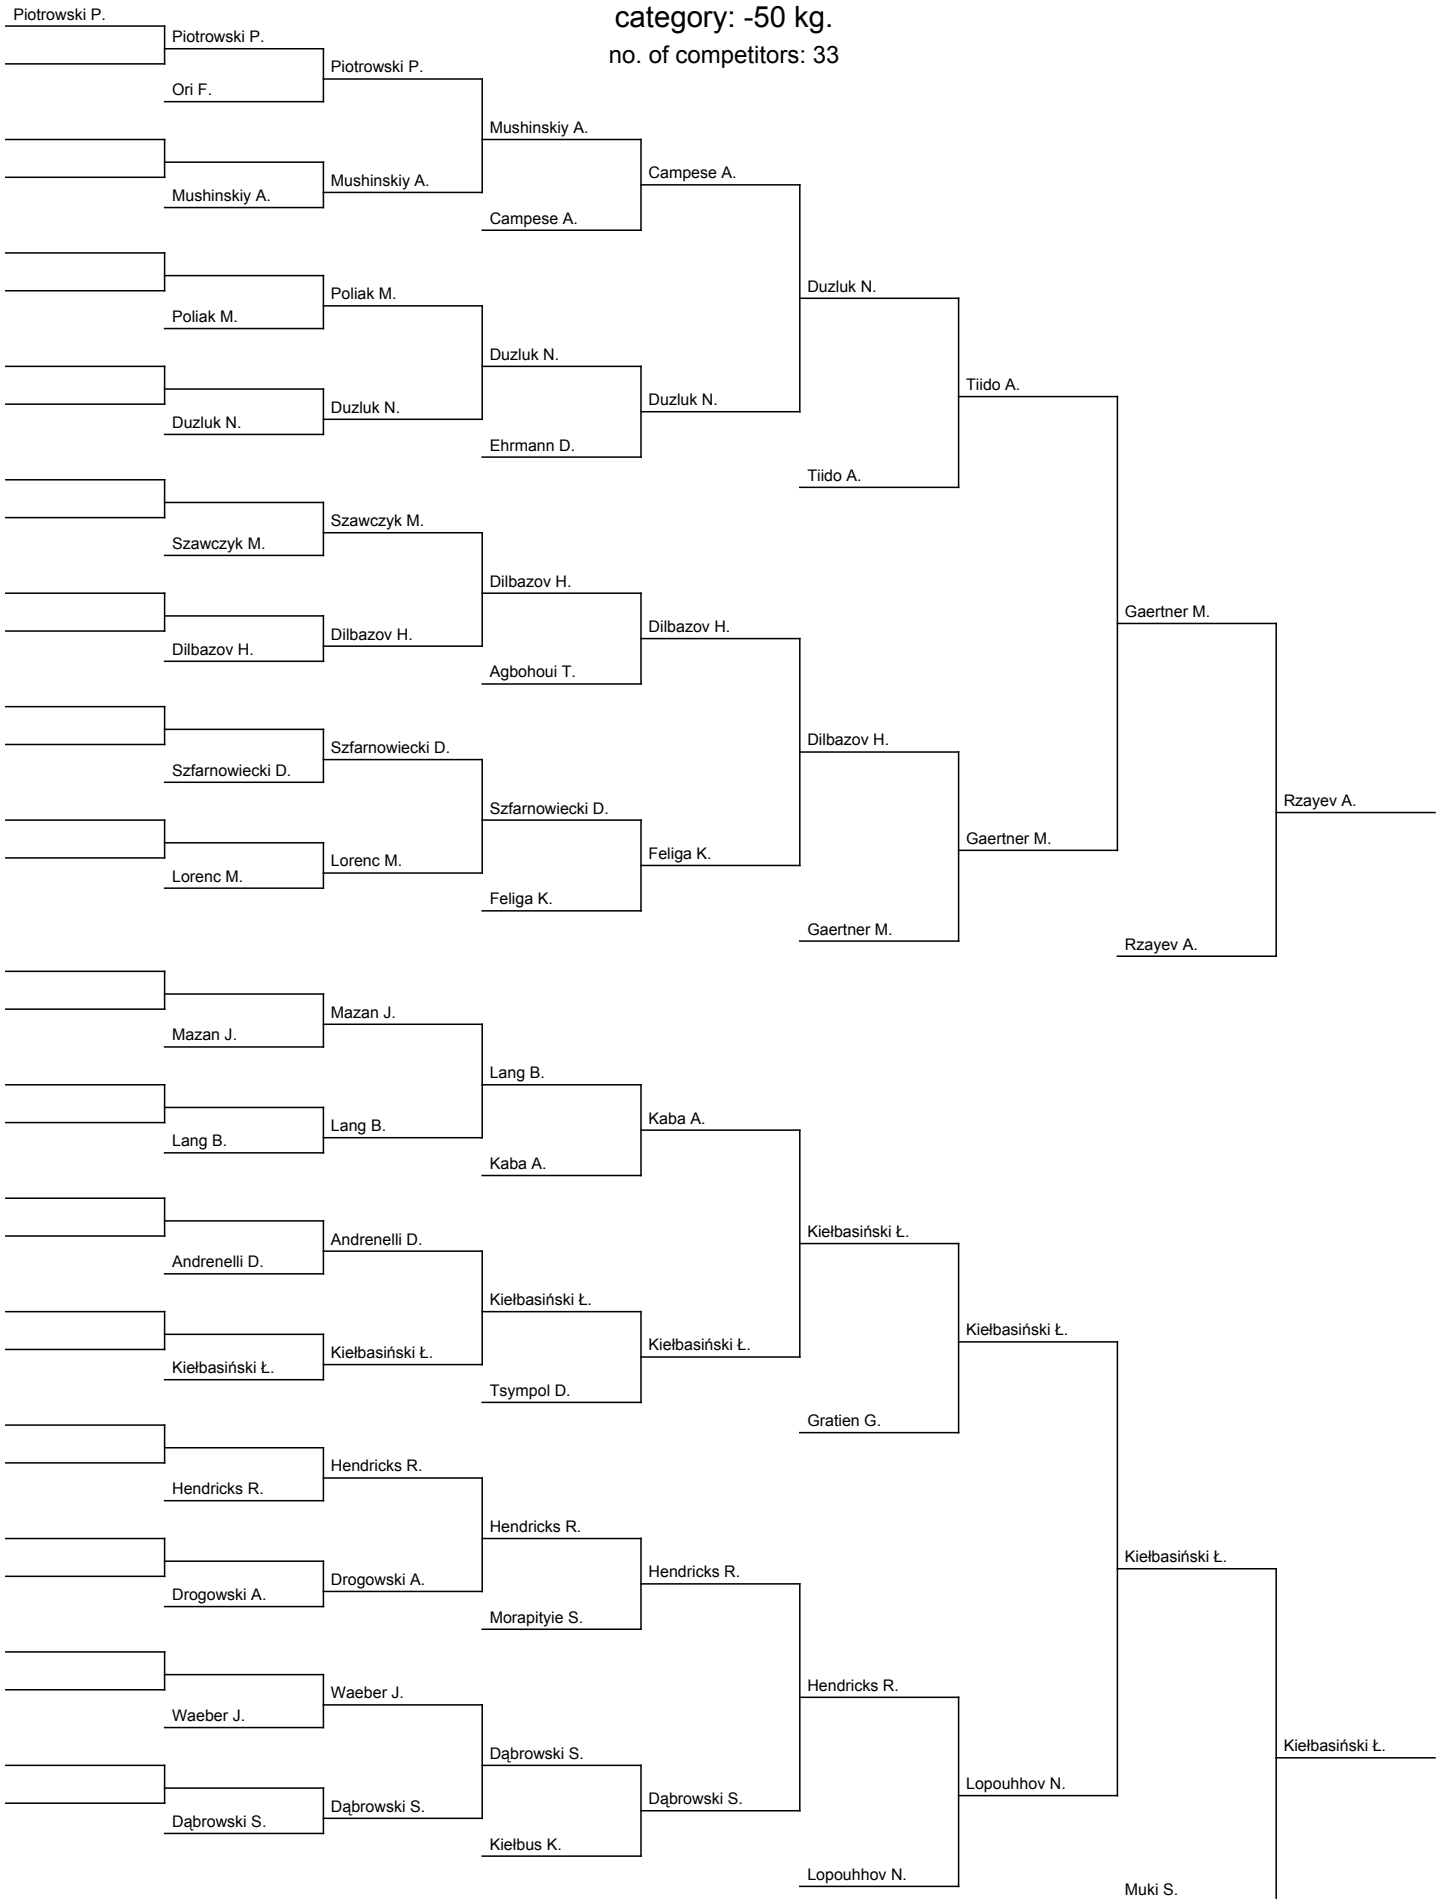 category: -50 kg.
no. of competitors: 33
Piotrowski P.
Piotrowski P.
Piotrowski P.
Ori F.
Mushinskiy A.
Campese A.
Mushinskiy A.
Mushinskiy A.
Campese A.
Duzluk N.
Poliak M.
Poliak M.
Duzluk N.
Tiido A.
Duzluk N.
Duzluk N.
Duzluk N.
Ehrmann D.
Tiido A.
Szawczyk M.
Szawczyk M.
Dilbazov H.
Gaertner M.
Dilbazov H.
Dilbazov H.
Dilbazov H.
Agbohoui T.
Dilbazov H.
Szfarnowiecki D.
Szfarnowiecki D.
Rzayev A.
Szfarnowiecki D.
Gaertner M.
Feliga K.
Lorenc M.
Lorenc M.
Feliga K.
Gaertner M.
Rzayev A.
Mazan J.
Mazan J.
Lang B.
Kaba A.
Lang B.
Lang B.
Kaba A.
Kiełbasiński Ł.
Andrenelli D.
Andrenelli D.
Kiełbasiński Ł.
Kiełbasiński Ł.
Kiełbasiński Ł.
Kiełbasiński Ł.
Kiełbasiński Ł.
Tsympol D.
Gratien G.
Hendricks R.
Hendricks R.
Hendricks R.
Kiełbasiński Ł.
Hendricks R.
Drogowski A.
Drogowski A.
Morapityie S.
Hendricks R.
Waeber J.
Waeber J.
Kiełbasiński Ł.
Dąbrowski S.
Lopouhhov N.
Dąbrowski S.
Dąbrowski S.
Dąbrowski S.
Kiełbus K.
Lopouhhov N.
Muki S.